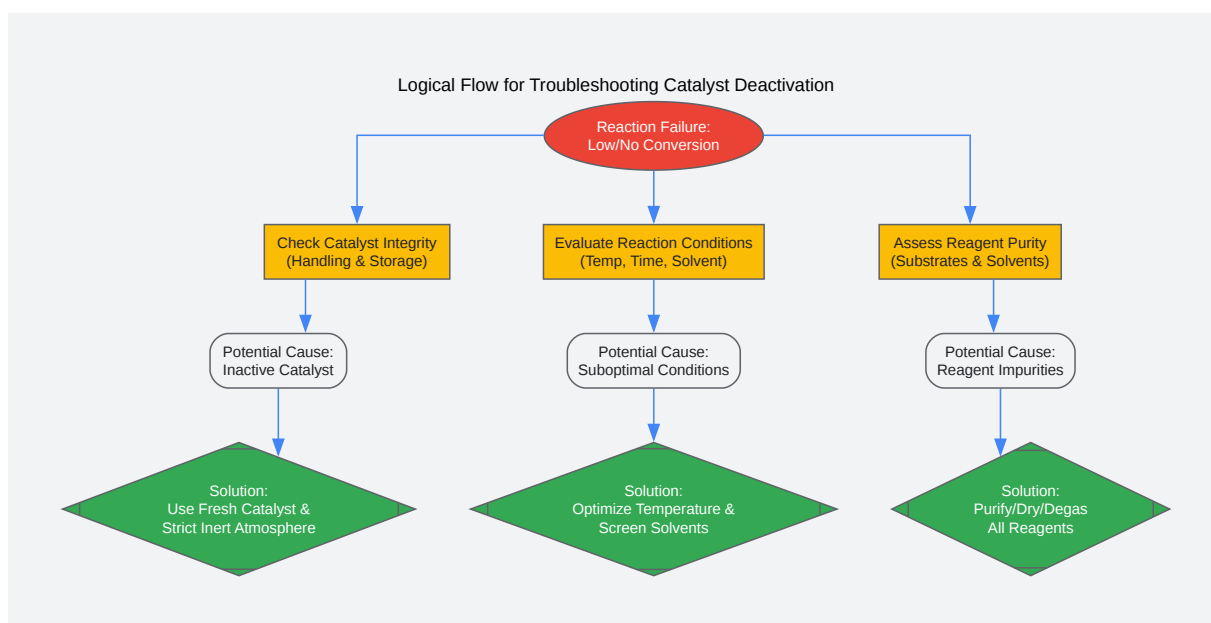 Logical Flow for Troubleshooting Catalyst Deactivation
Reaction Failure:
Low/No Conversion
Check Catalyst Integrity
(Handling & Storage)
Evaluate Reaction Conditions
(Temp, Time, Solvent)
Assess Reagent Purity
(Substrates & Solvents)
Potential Cause:
Inactive Catalyst
Potential Cause:
Suboptimal Conditions
Potential Cause:
Reagent Impurities
Solution:
Use Fresh Catalyst &
Strict Inert Atmosphere
Solution:
Optimize Temperature &
Screen Solvents
Solution:
Purify/Dry/Degas
All Reagents